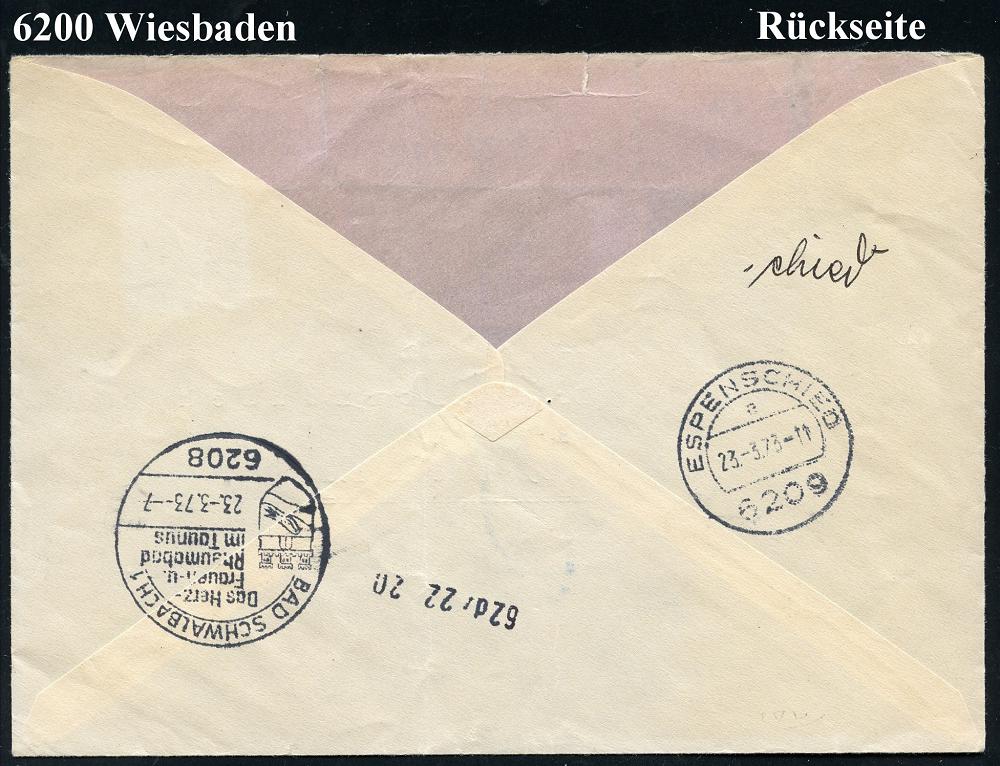 6200 Wiesbaden
Rückseite
-schied
ESPENSCHIED
a
23.-3.73-11
6209
6208
23.-3.73--7
Das Herz-
Frauen-u.
Rheumabad
im Taunus
BAD SCHWALBACH 1
62dr 22 20